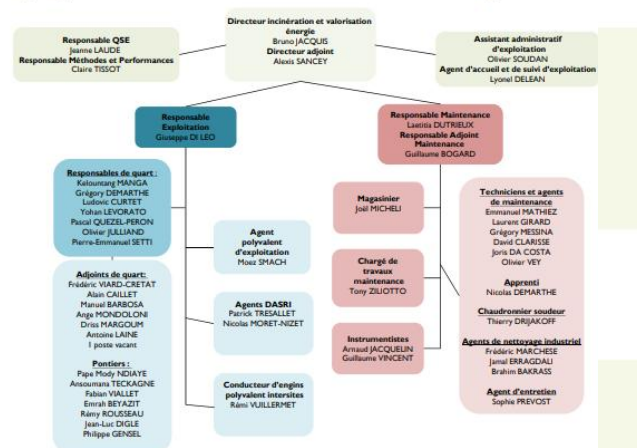 Directeur incinération et valorisation
énergie
Bruno JACQUIS
Directeur adjoint
Alexis SANCEY
Responsable QSE
Jeanne LAUDE
Responsable Méthodes et Performances
Claire TISSOT
Assistant administratif
d'exploitation
Olivier SOUDAN
Agent d'accueil et de suivi d'exploitation
Lyonel DELEAN
Responsable
Exploitation
Giuseppe DI LEO
Responsable Maintenance
Laetitia DUTRIEUX
Responsable Adjoint
Maintenance
Guillaume BOGARD
Responsables de quart :
Kelountang MANGA
Grégory DEMARTHE
Ludovic CURTET
Yohan LEVORATO
Pascal QUEZEL-PERON
Olivier JULLIAND
Pierre-Emmanuel SETTI
Adjoints de quart:
Frédéric VIARD-CRETAT
Alain CAILLET
Manuel BARBOSA
Ange MONDOLONI
Driss MARGOUM
Antoine LAINE
1 poste vacant
Pontiers :
Pape Mody NDIAYE
Ansoumana TECKAGNE
Fabian VIALLET
Emrah BEYAZIT
Rémy ROUSSEAU
Jean-Luc DIGLE
Philippe GENSEL
Agent
polyvalent
d'exploitation
Moez SMACH
Agents DASRI
Patrick TRESALLET
Nicolas MORET-NIZET
Conducteur d'engins
polyvalent intersites
Rémi VUILLERMET
Magasinier
Joël MICHELI
Chargé de
travaux
maintenance
Tony ZILIOTTO
Instrumentistes
Arnaud JACQUELIN
Guillaume VINCENT
Techniciens et agents
de maintenance
Emmanuel MATHIEZ
Laurent GIRARD
Grégory MESSINA
David CLARISSE
Joris DA COSTA
Olivier VEY
Apprenti
Nicolas DEMARTHE
Chaudronnier soudeur
Thierry DRIJAKOFF
Agents de nettoyage industriel
Frédéric MARCHESE
Jamal ERRAGDALI
Brahim BAKRASS
Agent d'entretien
Sophie PREVOST